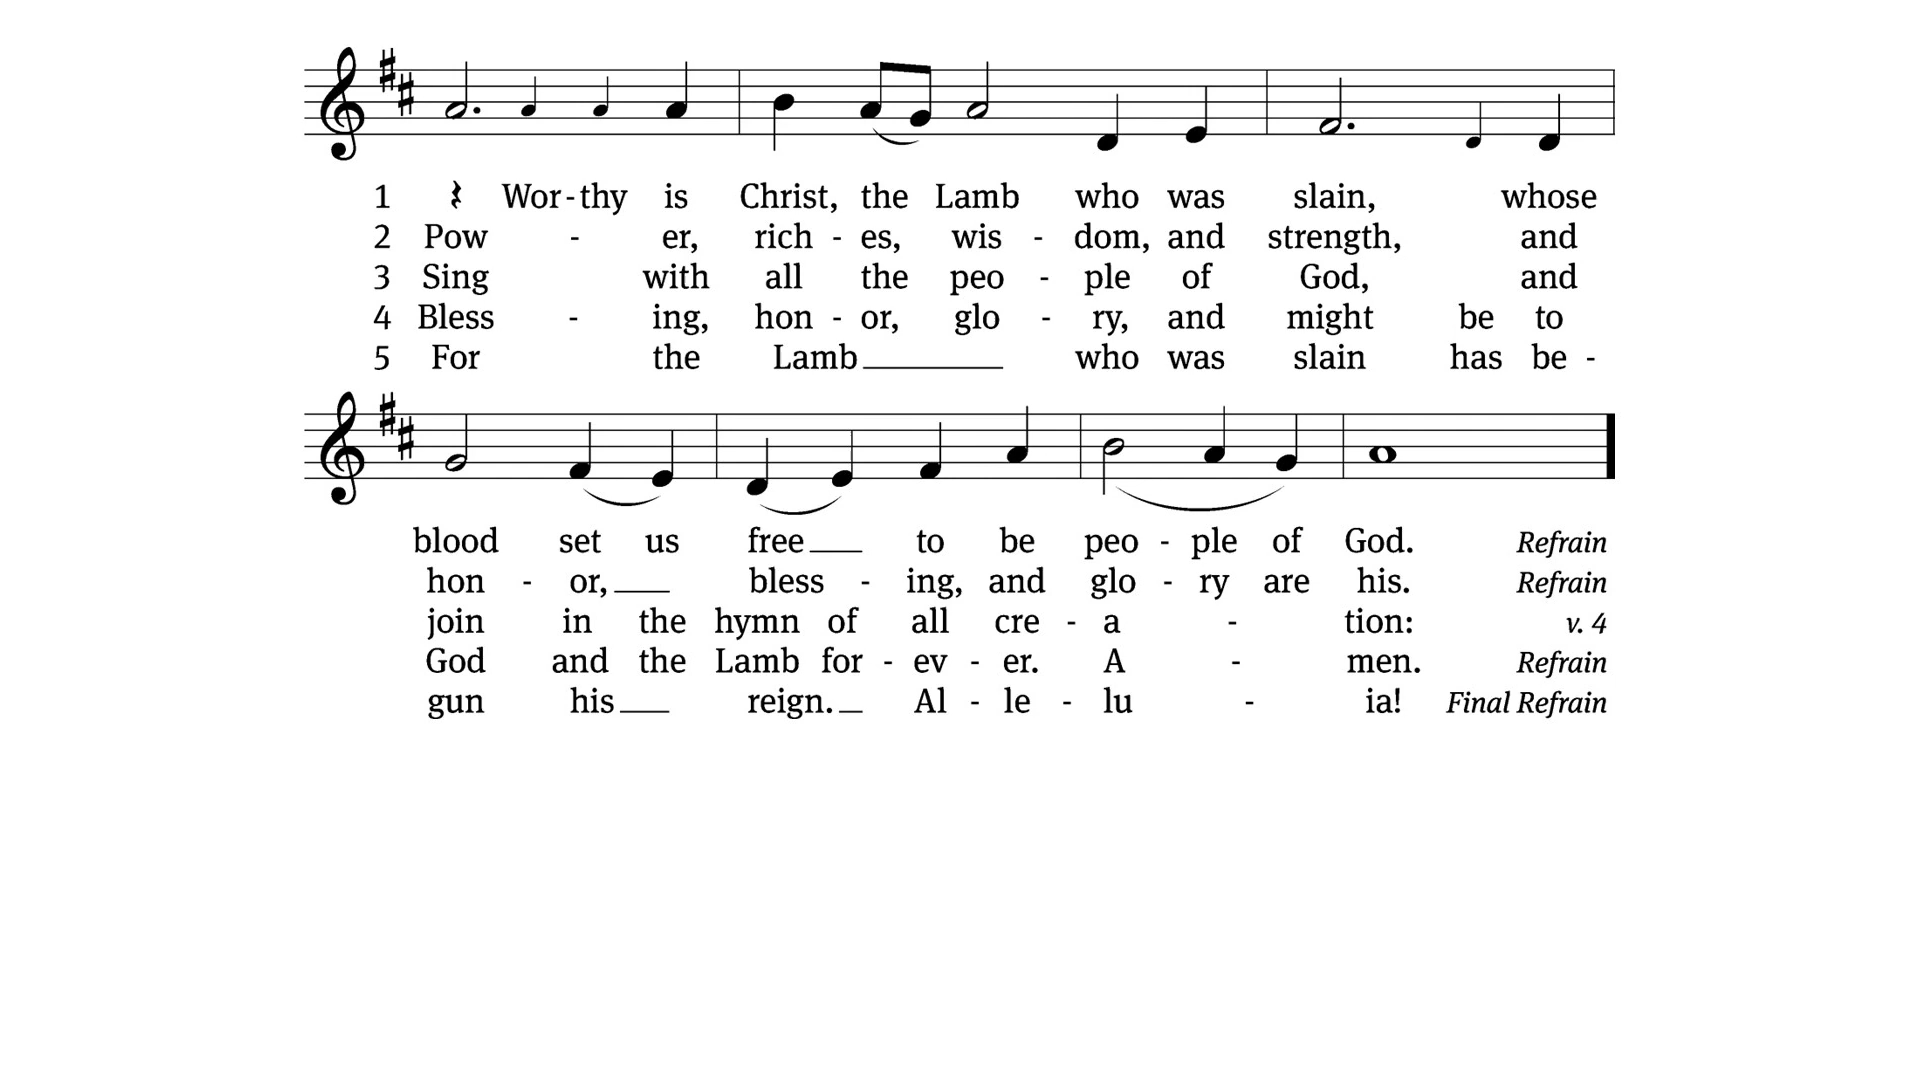 1 Wor - thy is Christ, the Lamb who was slain, whose
2 Pow - er, rich - es, wis - dom, and strength, and
3 Sing with all the peo - ple of God, and
4 Bless - ing, hon - or, glo - ry, and might be to
5 For the Lamb who was slain has be -
blood set us free to be peo - ple of God. Refrain
hon - or, bless - ing, and glo - ry are his. Refrain
join in the hymn of all cre - a - tion: v. 4
God and the Lamb for - ev - er. A - men. Refrain
gun his reign. Al - le - lu - ia! Final Refrain